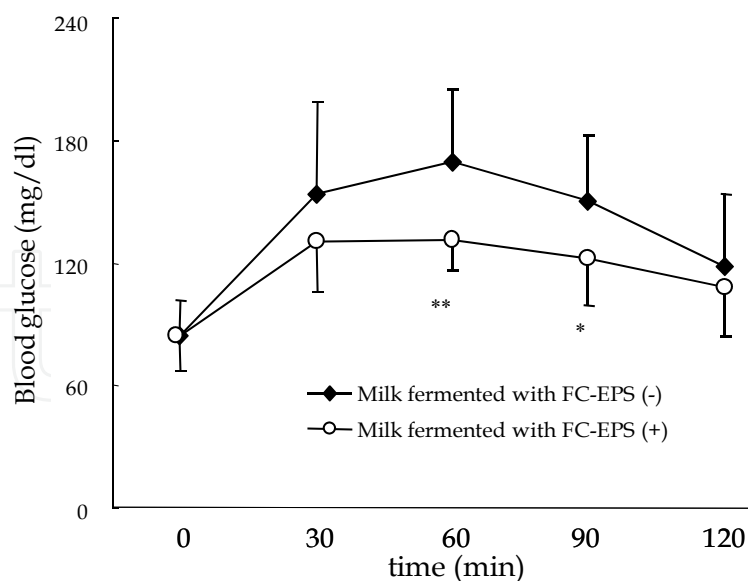 240
180
120
60
0
Blood glucose (mg/dl)
**
*
Milk fermented with FC-EPS (-)
Milk fermented with FC-EPS (+)
0 30 60 90 120
time (min)